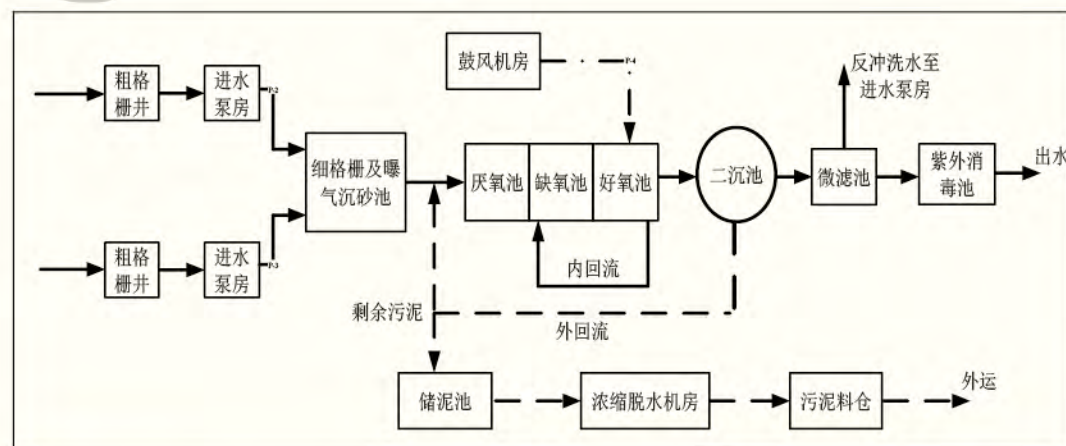 鼓风机房
P-4
反冲洗水至
进水泵房
粗格
栅井
进水
泵房
P-2
细格栅及曝
气沉砂池
厌氧池
缺氧池
好氧池
二沉池
微滤池
紫外消
毒池
出水
粗格
栅井
进水
泵房
P-3
内回流
剩余污泥
外回流
储泥池
浓缩脱水机房
污泥料仓
外运